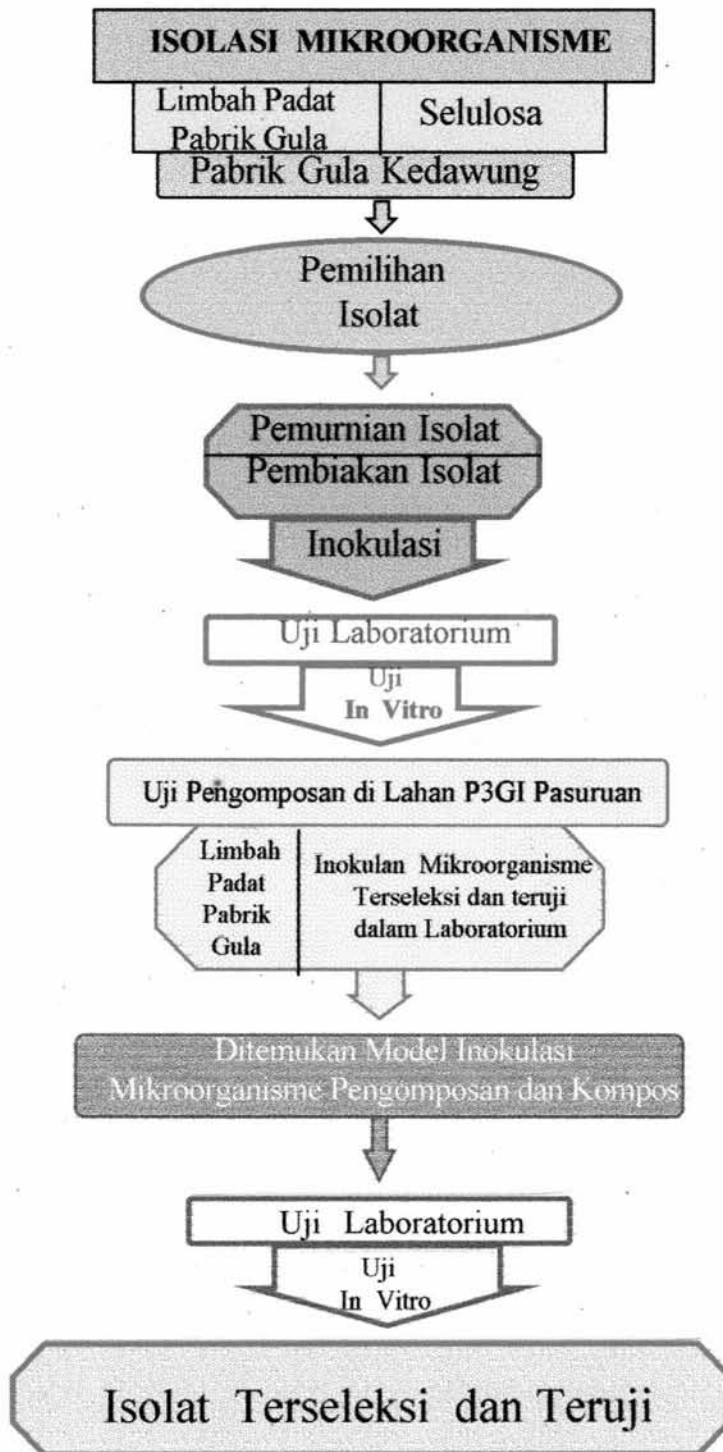 ISOLASI MIKROORGANISME
Limbah Padat
Pabrik Gula
Selulosa
Pabrik Gula Kedawung
Pemilihan
Isolat
Pemurnian Isolat
Pembiakan Isolat
Inokulasi
Uji Laboratorium
Uji
In Vitro
Uji Pengomposan di Lahan P3GI Pasuruan
Limbah
Padat
Pabrik
Gula
Inokulan Mikroorganisme
Terseleksi dan teruji
dalam Laboratorium
Ditemukan Model Inokulasi
Mikroorganisme Pengomposan dan Kompos
Uji Laboratorium
Uji
In Vitro
Isolat Terseleksi dan Teruji